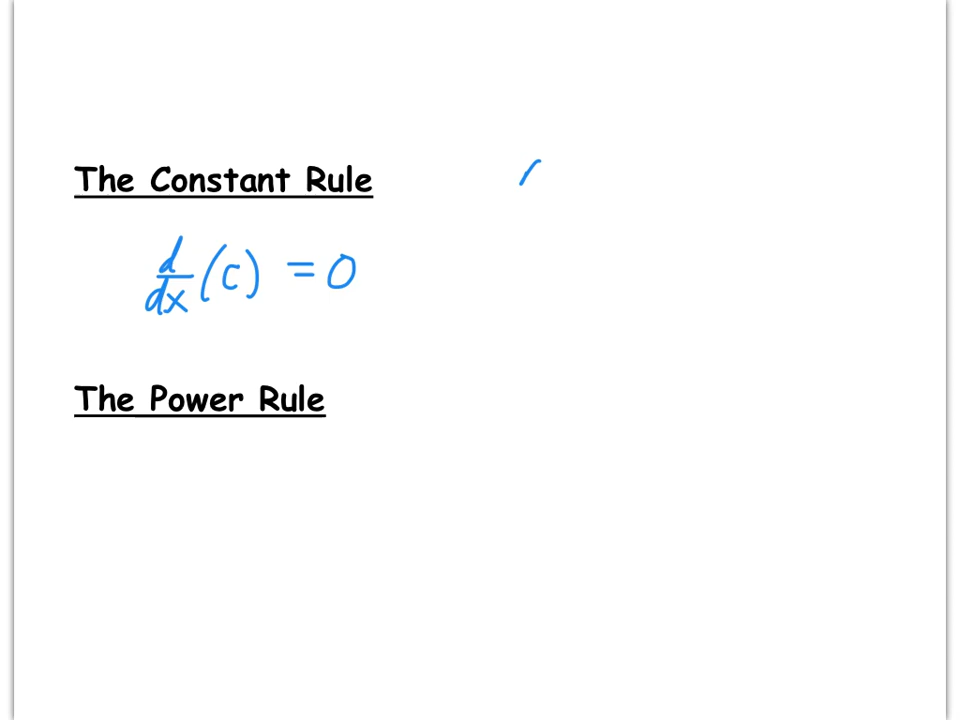 The Constant Rule
d/dx (c) = 0
The Power Rule